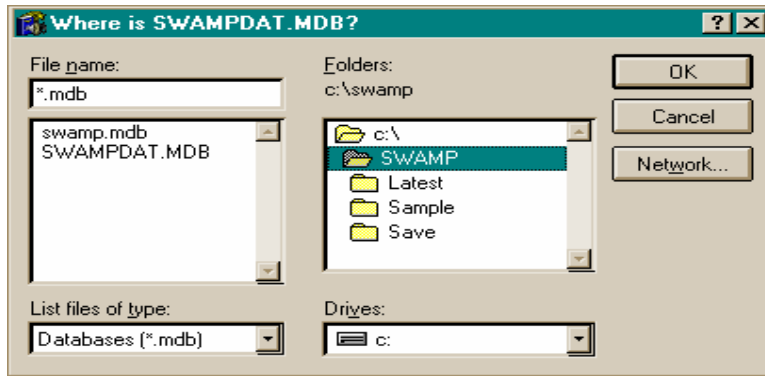 Where is SWAMPDAT.MDB?
File name:
*.mdb
swamp.mdb
SWAMPDAT.MDB
List files of type:
Databases (*.mdb)
Folders:
c:\swamp
c:\
SWAMP
Latest
Sample
Save
Drives:
c:
OK
Cancel
Network...